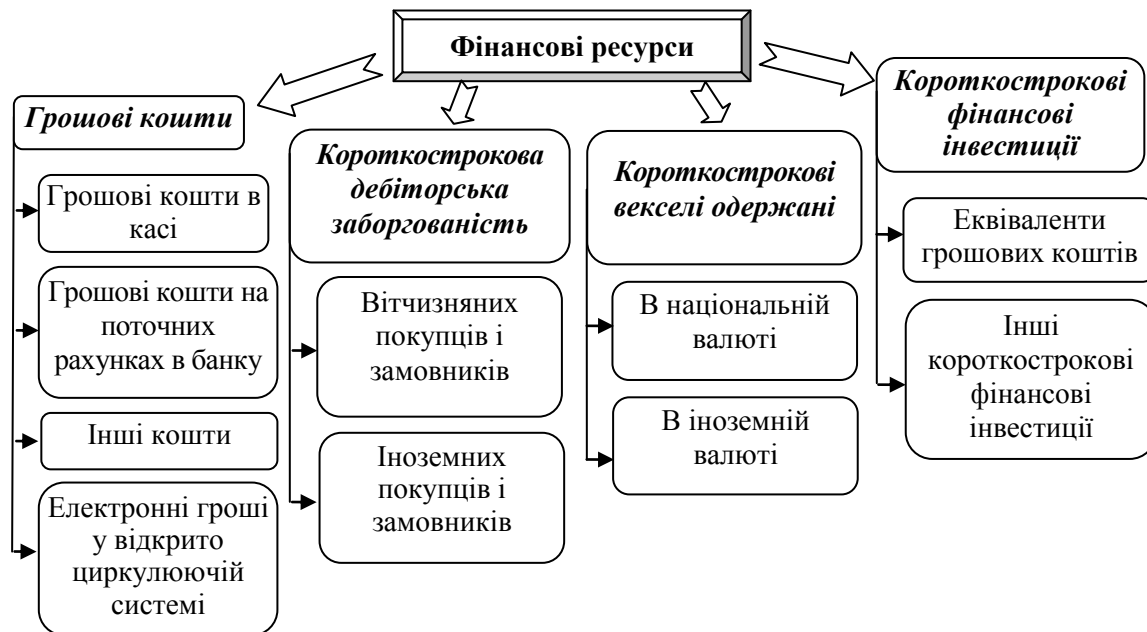 Фінансові ресурси
Грошові кошти
Грошові кошти в
касі
Грошові кошти на
поточних
рахунках в банку
Інші кошти
Електронні гроші
у відкрито
циркулюючій
системі
Короткострокова
дебіторська
заборгованість
Вітчизняних
покупців і
замовників
Іноземних
покупців і
замовників
Короткострокові
векселі одержані
В національній
валюті
В іноземній
валюті
Короткострокові
фінансові
інвестиції
Еквіваленти
грошових коштів
Інші
короткострокові
фінансові
інвестиції